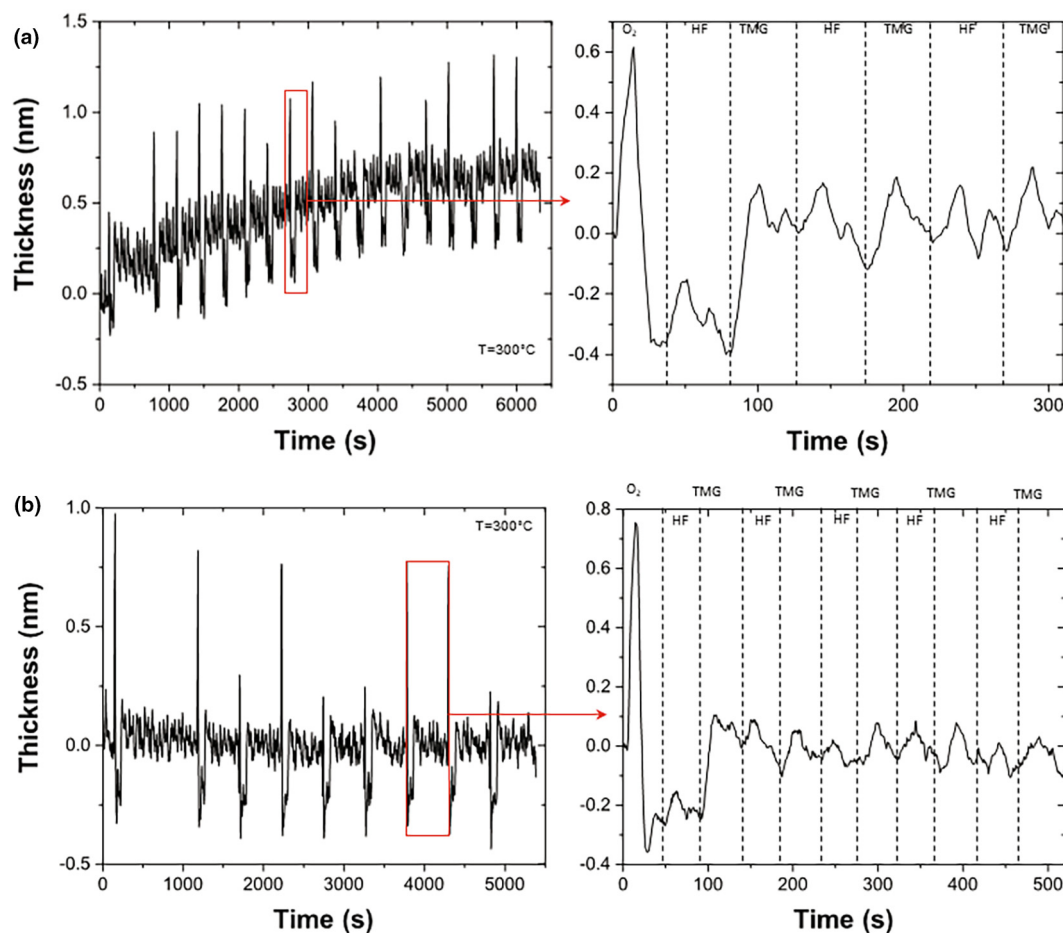 (a)
Thickness (nm)
1.5
1.0
0.5
0.0
-0.5
T=300°C
0 1000 2000 3000 4000 5000 6000
Time (s)
O₂ HF TMG HF TMG HF TMG
0.6
0.4
0.2
0.0
-0.2
-0.4
0 100 200 300
Time (s)
(b)
Thickness (nm)
1.0
0.5
0.0
-0.5
T=300°C
0 1000 2000 3000 4000 5000
Time (s)
O₂ TMG TMG TMG TMG TMG
HF HF HF HF HF
0.8
0.6
0.4
0.2
0.0
-0.2
-0.4
0 100 200 300 400 500
Time (s)